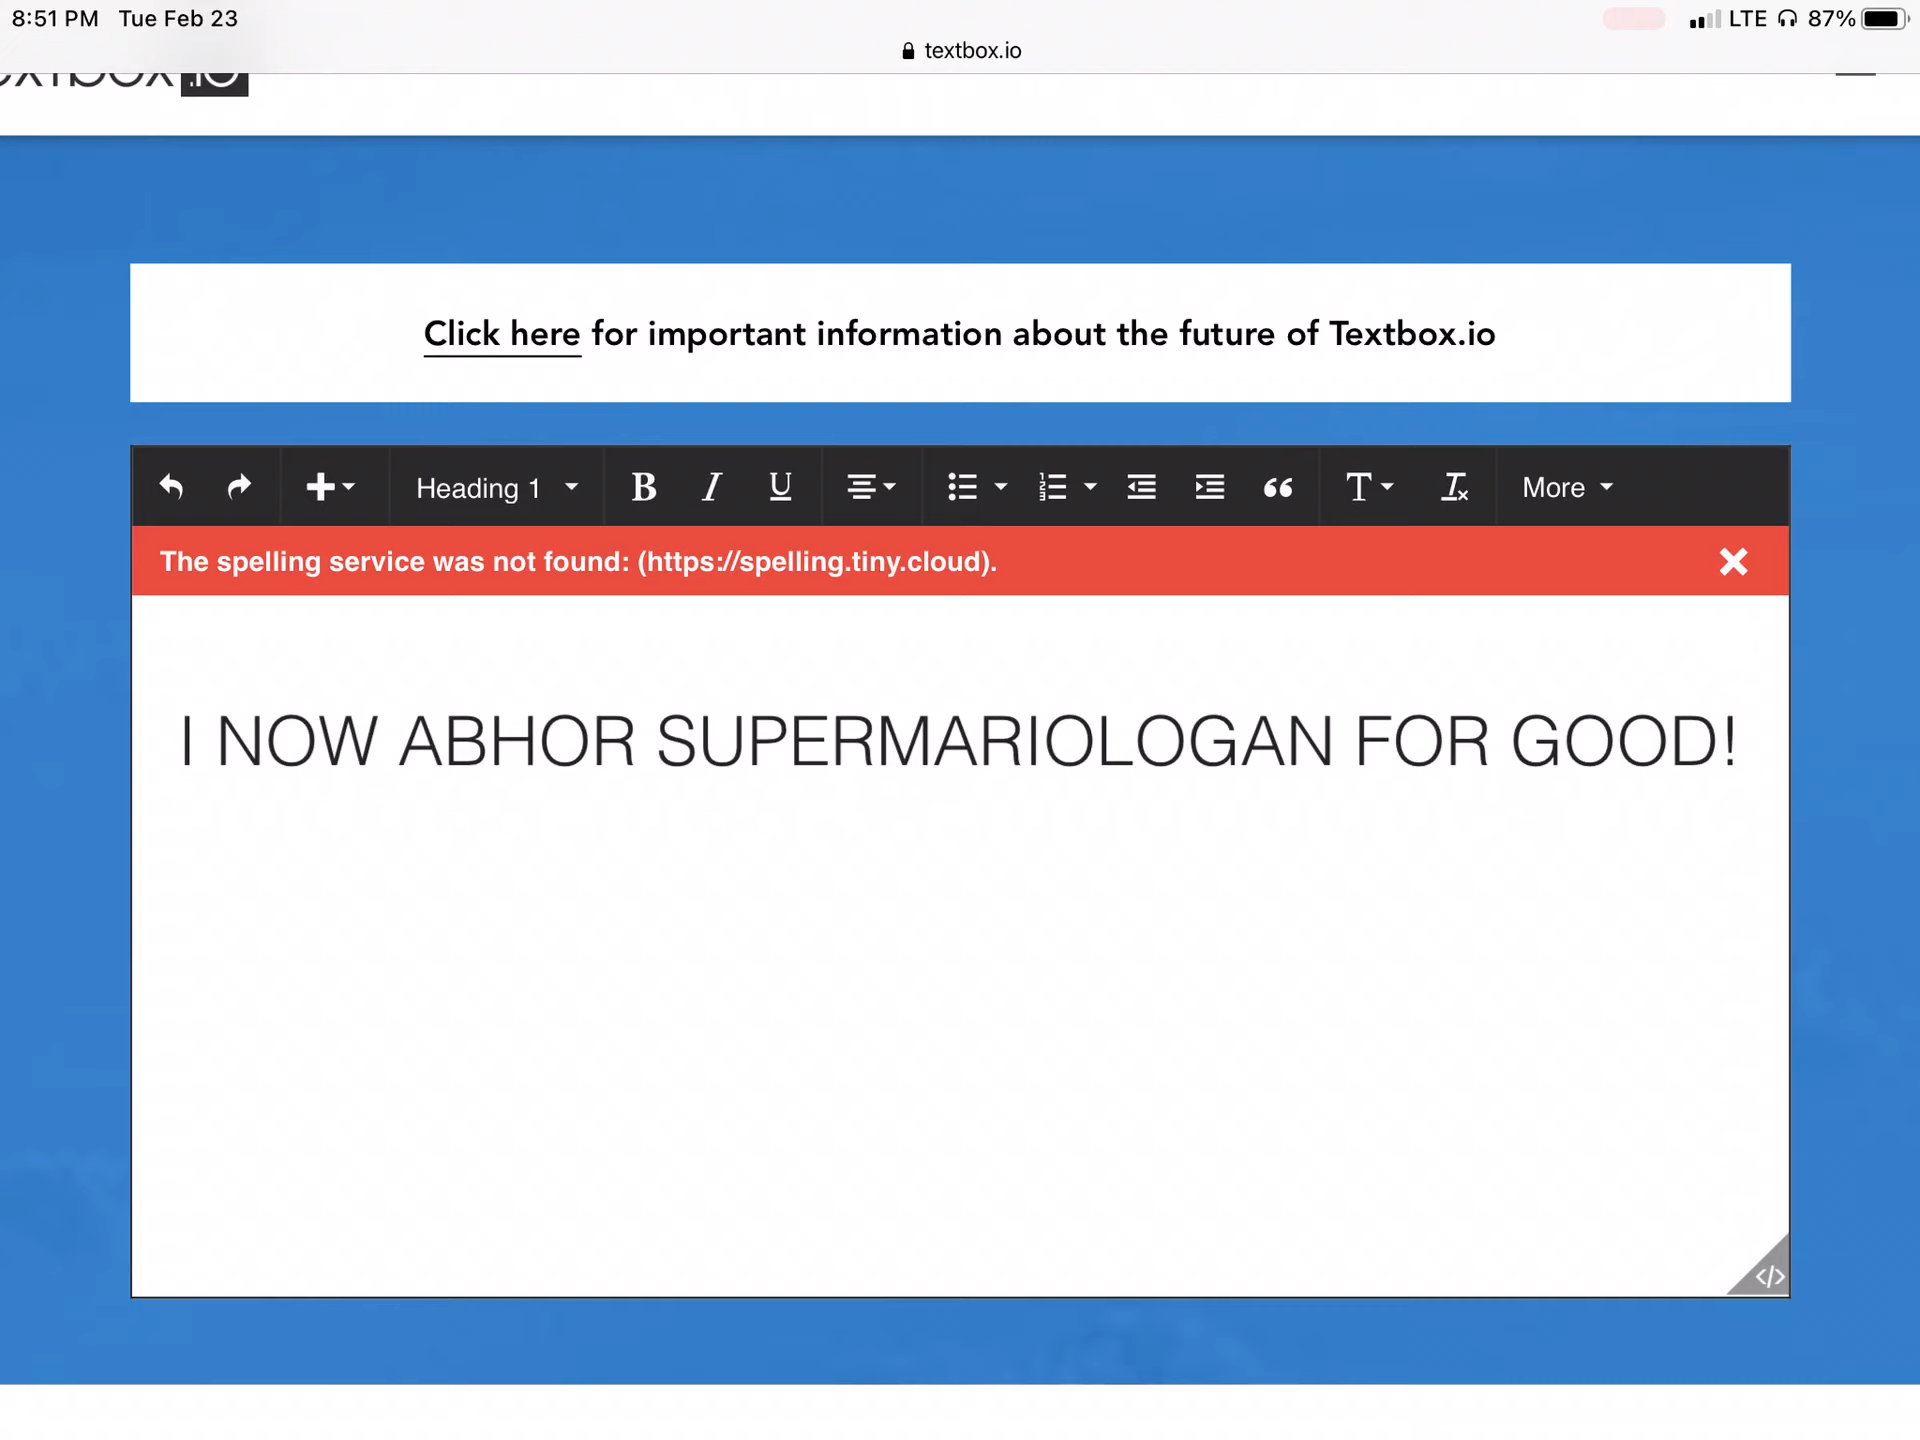 8:51 PM Tue Feb 23
LTE 87%
textbox.io
textbox .io
Click here for important information about the future of Textbox.io
Heading 1 B I U T More
The spelling service was not found: (https://spelling.tiny.cloud).
I NOW ABHOR SUPERMARIOLOGAN FOR GOOD!